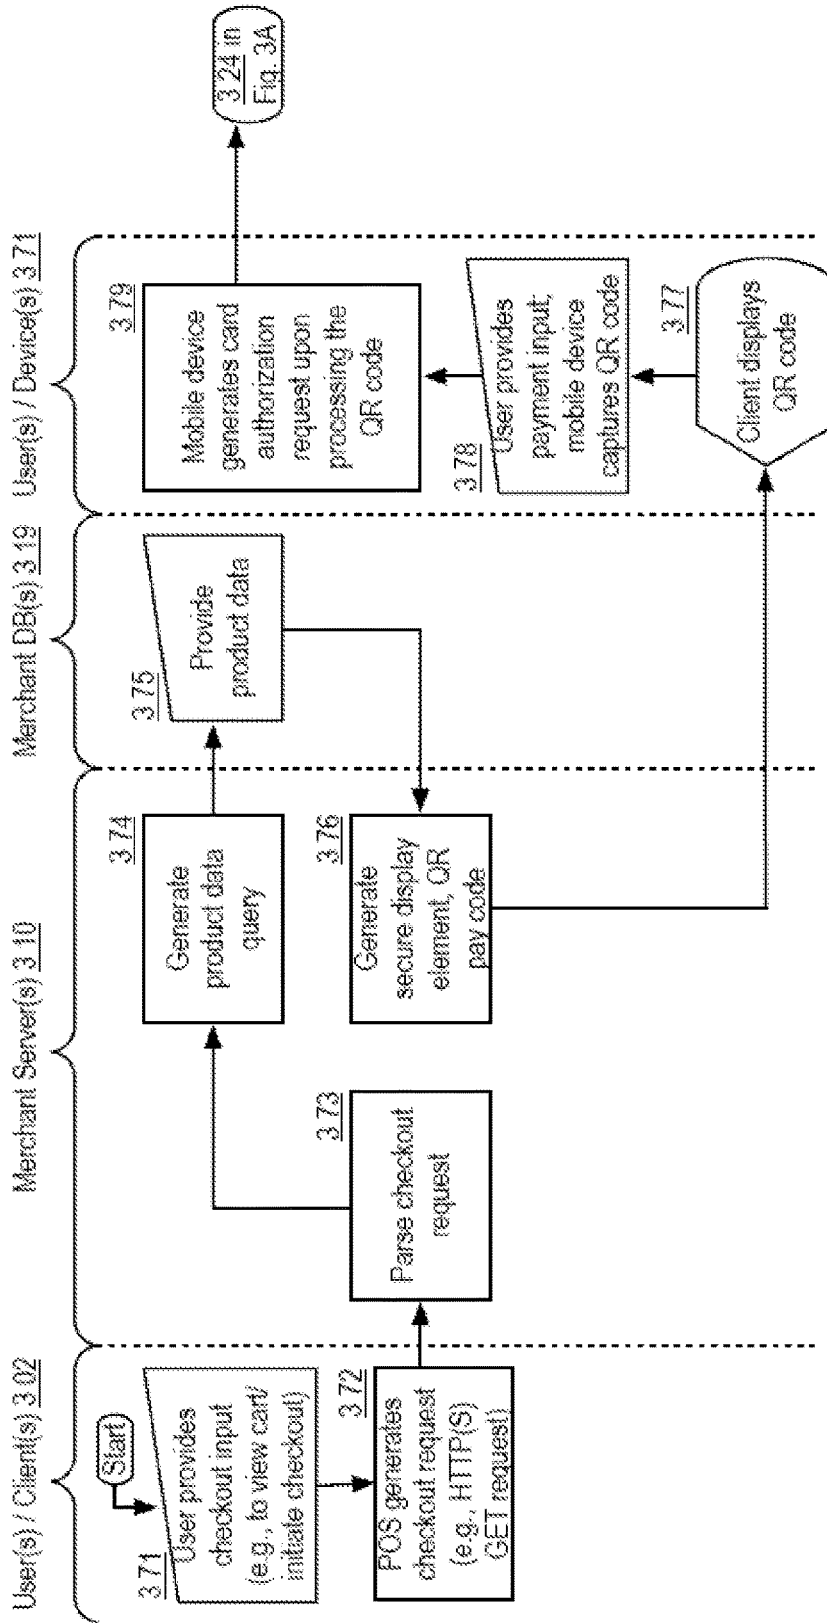 User(s) / Client(s) 3 02
Merchant Server(s) 3 10
Merchant DB(s) 3 19
User(s) / Device(s) 3 71
Start
3 71
User provides
checkout input
(e.g., to view cart/
initiate checkout)
3 72
POS generates
checkout request
(e.g., HTTP(S)
GET request)
3 73
Parse checkout
request
3 74
Generate
product data
query
3 75
Provide
product data
3 76
Generate
secure display
element, QR
pay code
3 77
Client displays
QR code
3 78
User provides
payment input;
mobile device
captures QR code
3 79
Mobile device
generates card
authorization
request upon
processing the
QR code
3 24 in
Fig. 3A